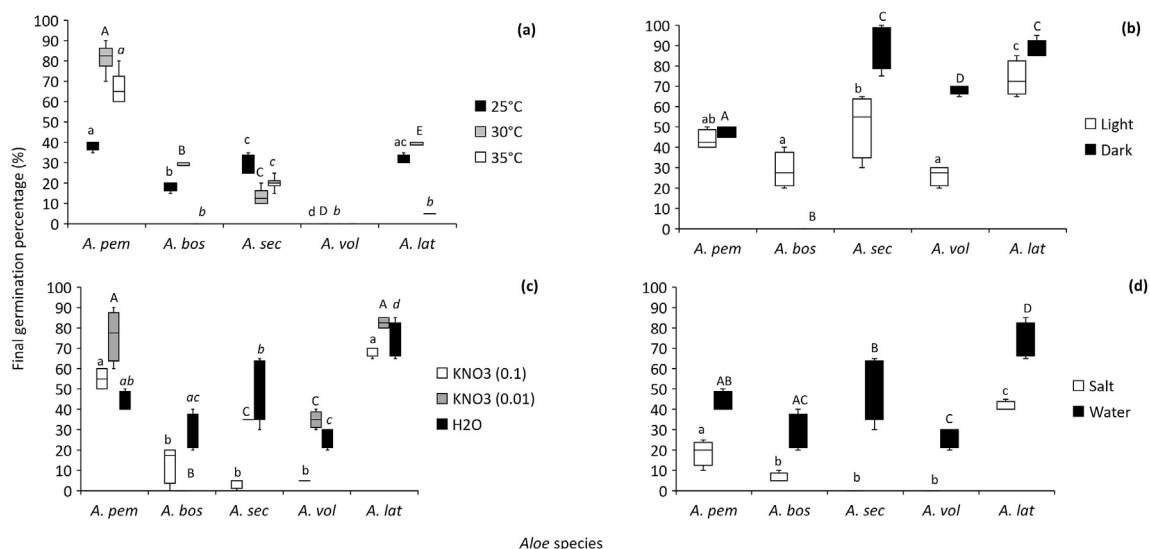 Final germination percentage (%)
(a)
100
90
80
70
60
50
40
30
20
10
0
a
A
a
b
B
b
c
C
c
d D b
ac
E
b
25°C
30°C
35°C
A. pem A. bos A. sec A. vol A. lat
(b)
100
90
80
70
60
50
40
30
20
10
0
ab
A
a
B
b
C
a
D
c
C
Light
Dark
A. pem A. bos A. sec A. vol A. lat
(c)
100
90
80
70
60
50
40
30
20
10
0
a
A
ab
b
B
ac
b
C
b
b
C
c
a
A
d
KNO3 (0.1)
KNO3 (0.01)
H2O
A. pem A. bos A. sec A. vol A. lat
(d)
100
90
80
70
60
50
40
30
20
10
0
a
AB
b
AC
b
B
b
C
c
D
Salt
Water
A. pem A. bos A. sec A. vol A. lat
Aloe species